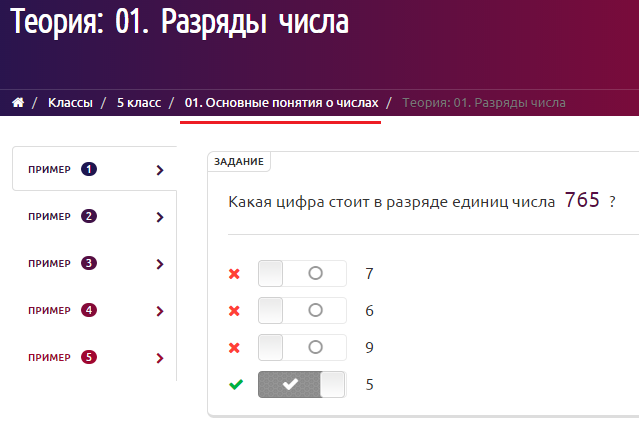 Теория: 01. Разряды числа
/ Классы / 5 класс / 01. Основные понятия о числах / Теория: 01. Разряды числа
ПРИМЕР 1
ПРИМЕР 2
ПРИМЕР 3
ПРИМЕР 4
ПРИМЕР 5
ЗАДАНИЕ
Какая цифра стоит в разряде единиц числа 765 ?
7
6
9
5